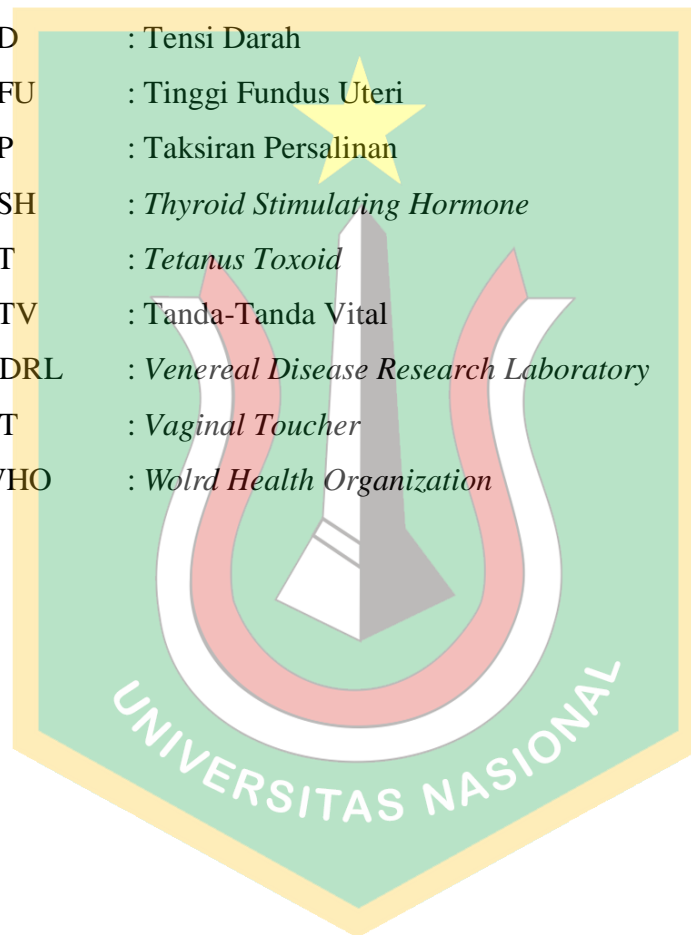 D : Tensi Darah
FU : Tinggi Fundus Uteri
P : Taksiran Persalinan
SH : Thyroid Stimulating Hormone
T : Tetanus Toxoid
TV : Tanda-Tanda Vital
DRL : Venereal Disease Research Laboratory
T : Vaginal Toucher
HO : Wolrd Health Organization
UNIVERSITAS NASIONAL